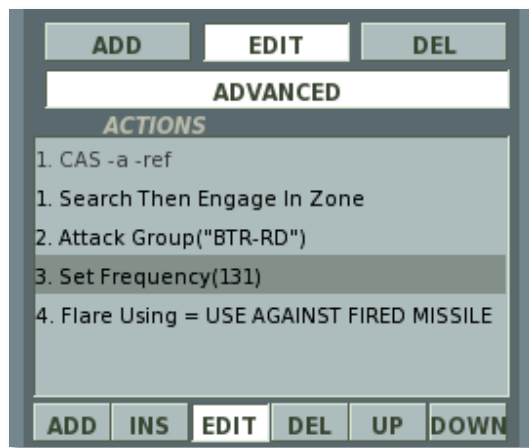 ADD EDIT DEL
ADVANCED
ACTIONS
1. CAS -a -ref
1. Search Then Engage In Zone
2. Attack Group("BTR-RD")
3. Set Frequency(131)
4. Flare Using = USE AGAINST FIRED MISSILE
ADD INS EDIT DEL UP DOWN